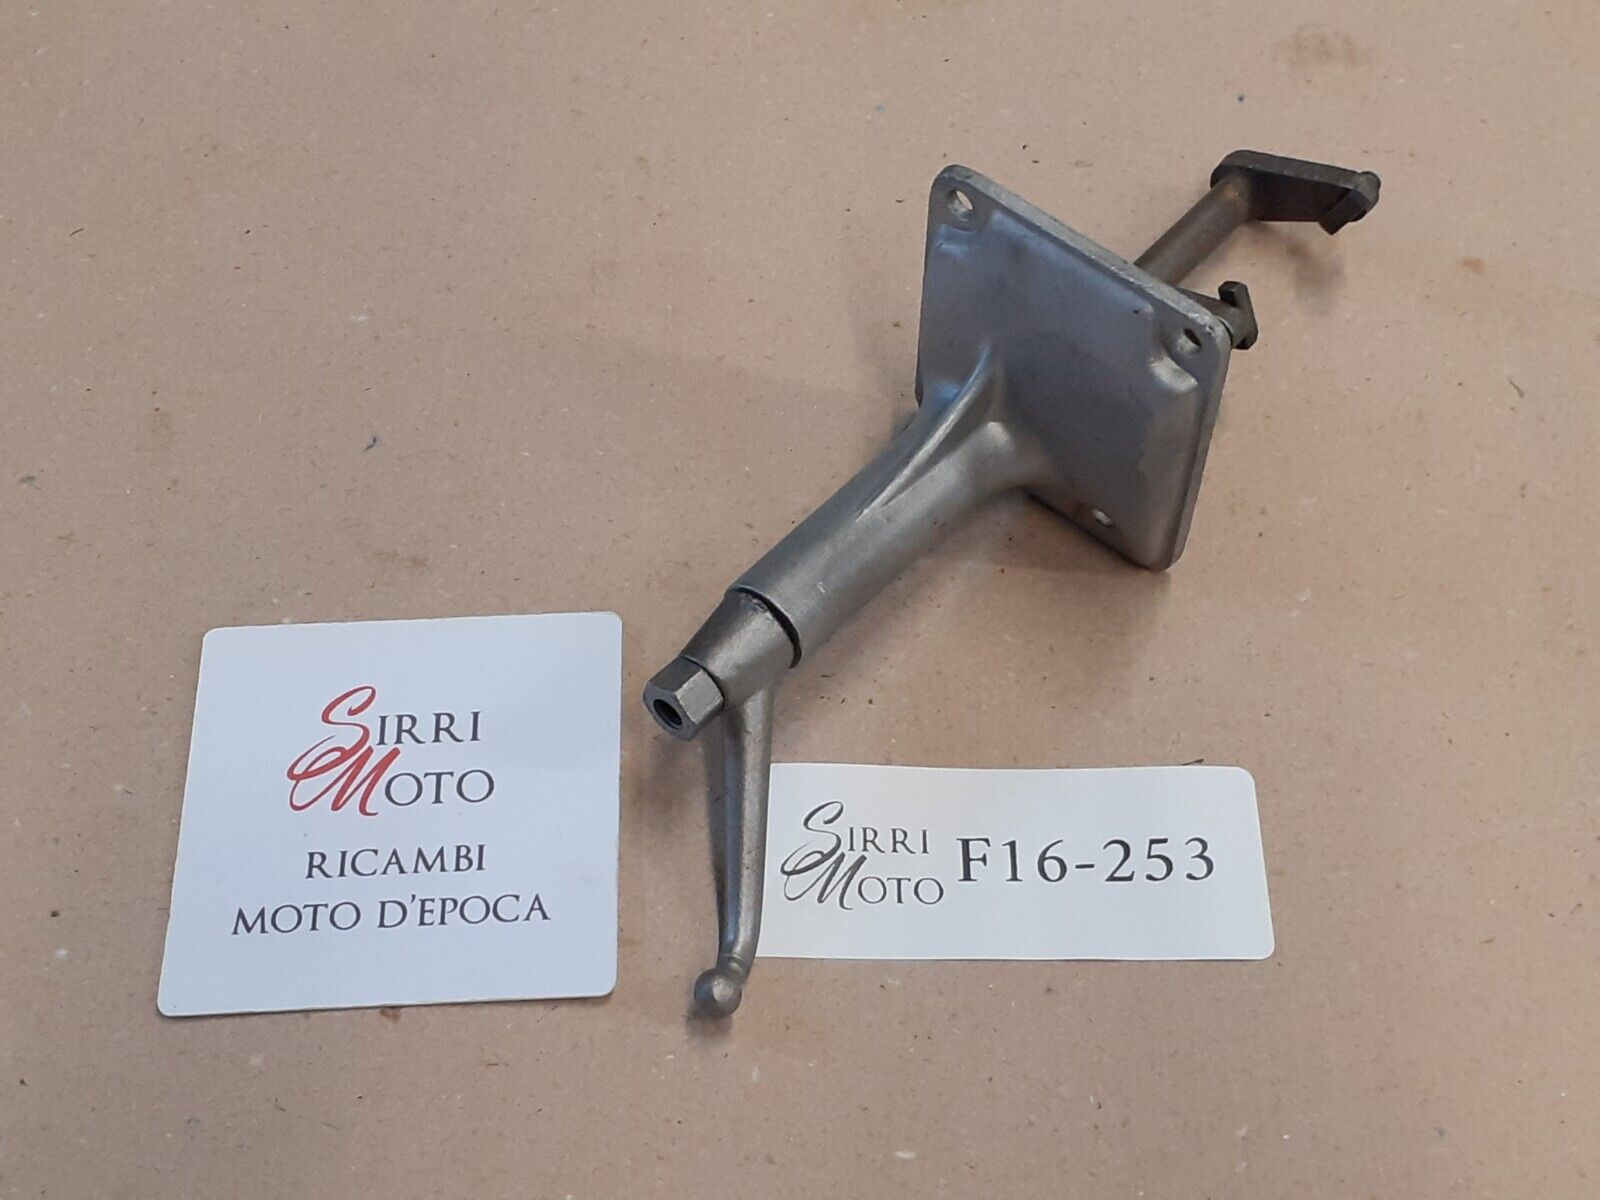 SIRRI
MOTO
RICAMBI
MOTO D'EPOCA
SIRRI
MOTO
F16-253